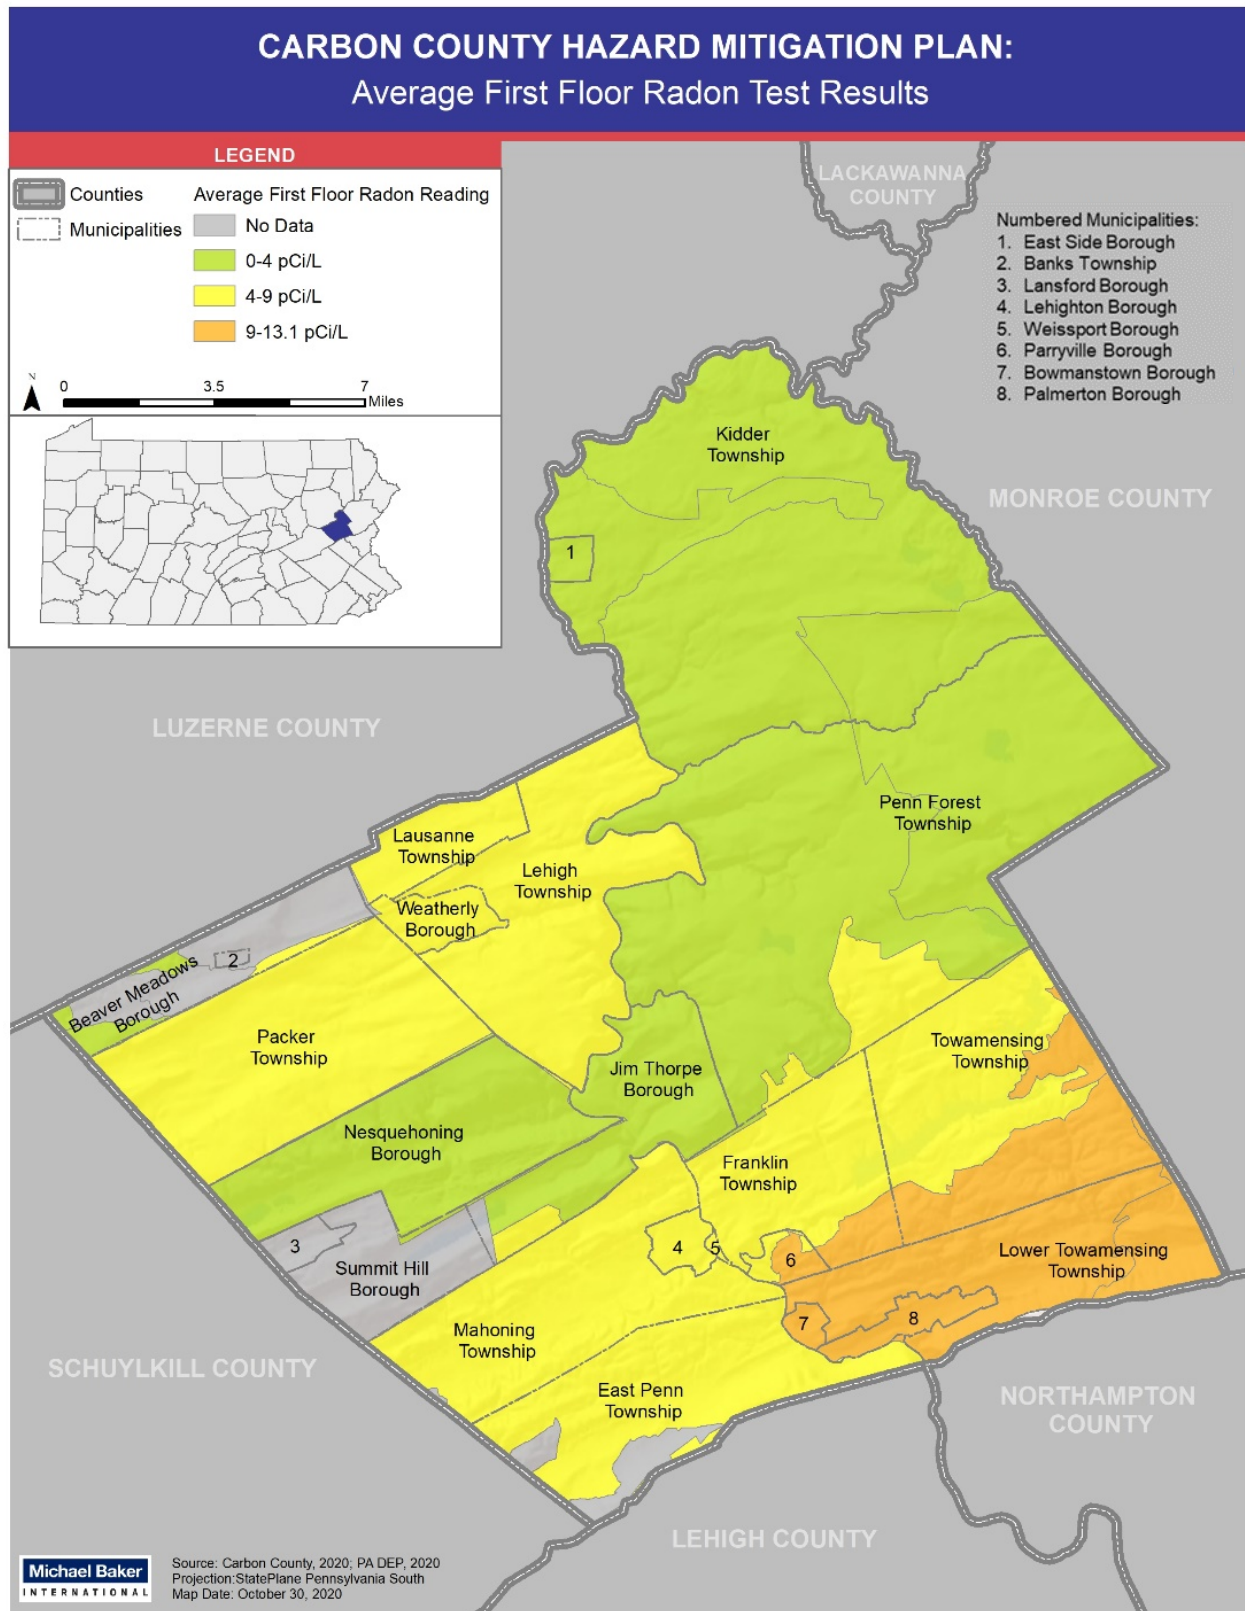 CARBON COUNTY HAZARD MITIGATION PLAN:
Average First Floor Radon Test Results
LEGEND
Counties
Municipalities
Average First Floor Radon Reading
No Data
0-4 pCi/L
4-9 pCi/L
9-13.1 pCi/L
N
0 3.5 7
Miles
LACKAWANNA
COUNTY
Numbered Municipalities:
1. East Side Borough
2. Banks Township
3. Lansford Borough
4. Lehighton Borough
5. Weissport Borough
6. Parryville Borough
7. Bowmanstown Borough
8. Palmerton Borough
Kidder
Township
MONROE COUNTY
1
LUZERNE COUNTY
Penn Forest
Township
Lausanne
Township
Lehigh
Township
Weatherly
Borough
2
Beaver Meadows
Borough
Packer
Township
Towamensing
Township
Jim Thorpe
Borough
Nesquehoning
Borough
Franklin
Township
3
4
5
6
Summit Hill
Borough
Lower Towamensing
Township
7
8
Mahoning
Township
SCHUYLKILL COUNTY
East Penn
Township
NORTHAMPTON
COUNTY
LEHIGH COUNTY
Michael Baker
INTERNATIONAL
Source: Carbon County, 2020; PA DEP, 2020
Projection:StatePlane Pennsylvania South
Map Date: October 30, 2020